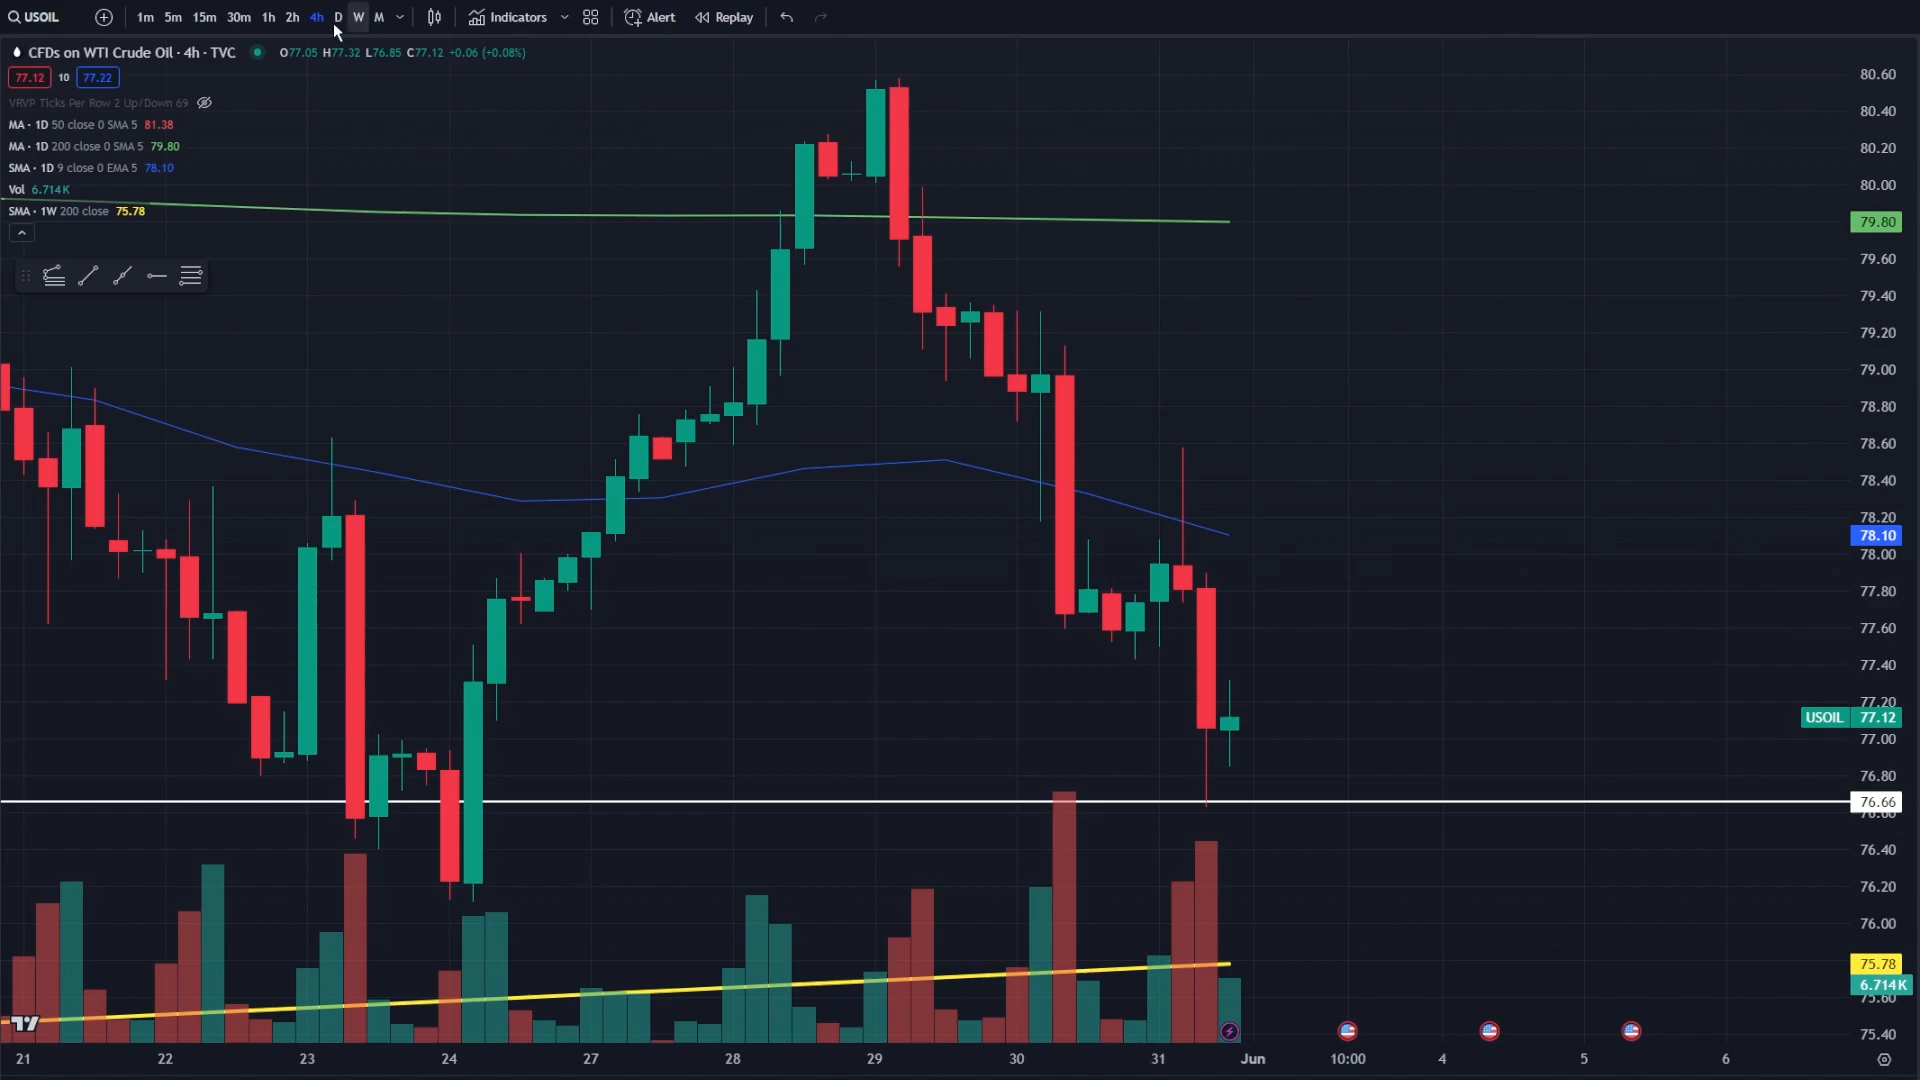 USOIL 1m 5m 15m 30m 1h 2h 4h D W M Indicators Alert Replay
CFDs on WTI Crude Oil · 4h · TVC O77.05 H77.32 L76.85 C77.12 +0.06 (+0.08%)
77.12 10 77.22
VRVP Ticks Per Row 2 Up/Down 69
MA · 1D 50 close 0 SMA 5 81.38
MA · 1D 200 close 0 SMA 5 79.80
SMA · 1D 9 close 0 EMA 5 78.10
Vol 6.714K
SMA · 1W 200 close 75.78
80.60
80.40
80.20
80.00
79.80
79.60
79.40
79.20
79.00
78.80
78.60
78.40
78.20
78.10
78.00
77.80
77.60
77.40
77.20
USOIL 77.12
77.00
76.80
76.66
76.60
76.40
76.20
76.00
75.78
6.714K
75.60
75.40
21 22 23 24 27 28 29 30 31 Jun 10:00 4 5 6